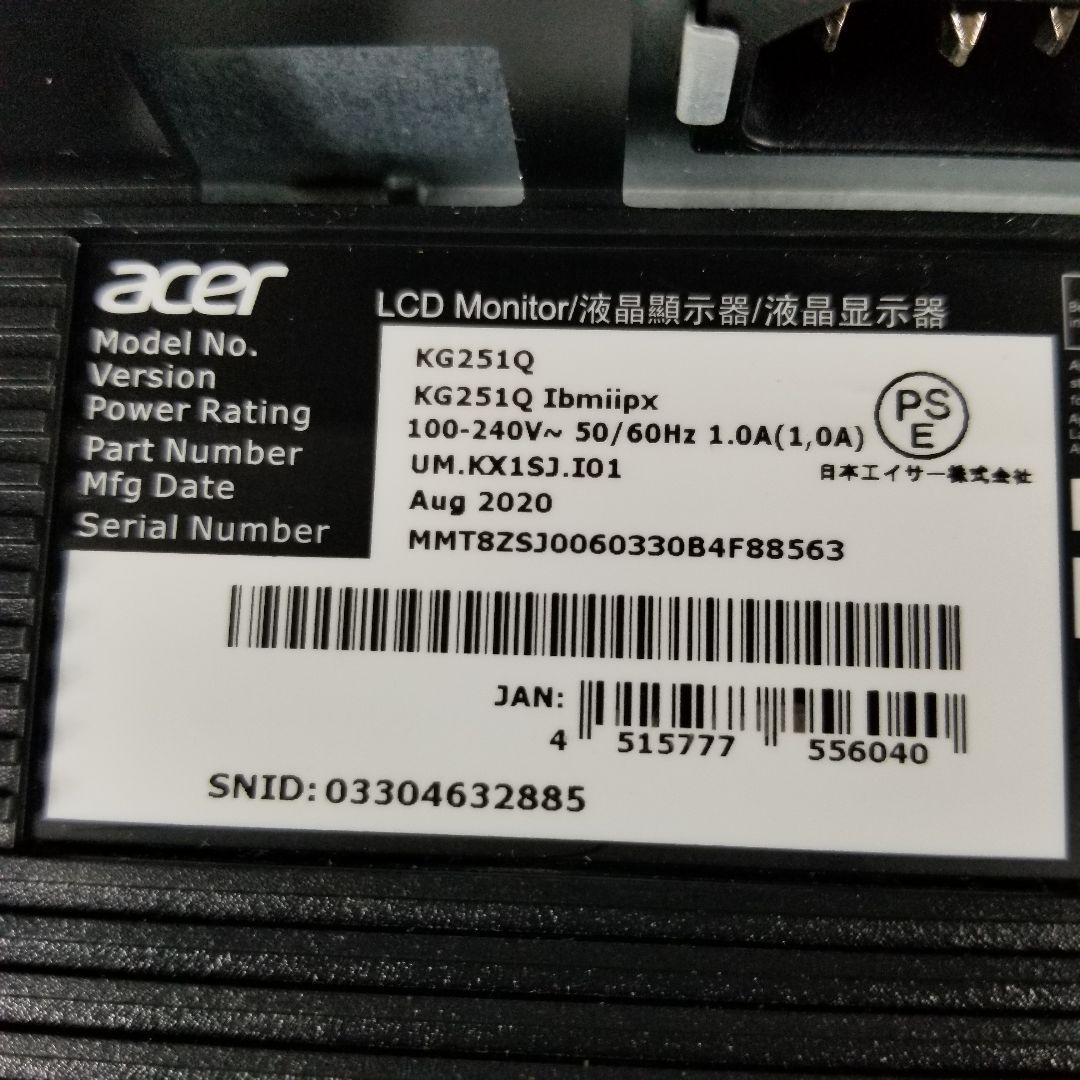 acer
LCD Monitor/液晶顯示器/液晶显示器
Model No. KG251Q
Version KG251Q Ibmiipx
Power Rating 100-240V~ 50/60Hz 1.0A(1,0A)
Part Number UM.KX1SJ.I01
Mfg Date Aug 2020
Serial Number MMT8ZSJ0060330B4F88563
PS
E
日本エイサー株式会社
JAN:
4 515777 556040
SNID:03304632885